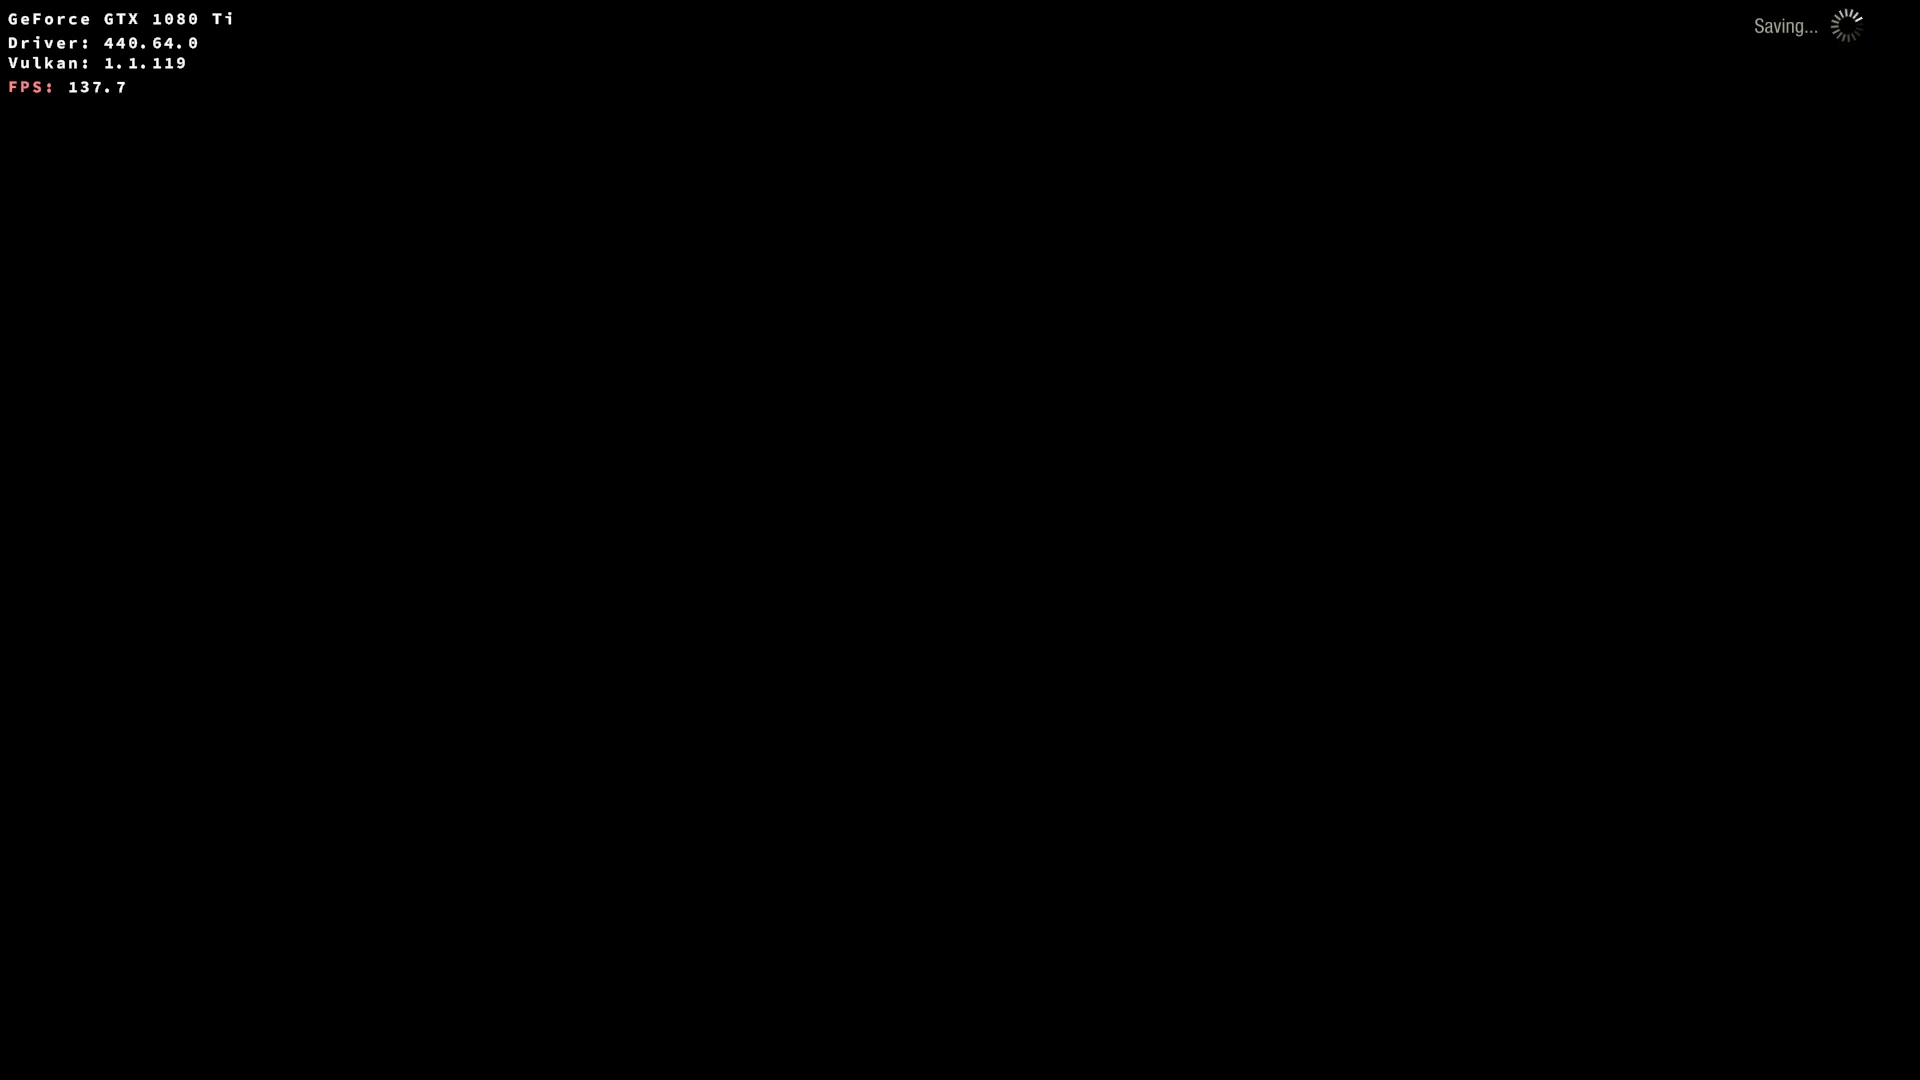 GeForce GTX 1080 Ti
Driver: 440.64.0
Vulkan: 1.1.119
FPS: 137.7
Saving...